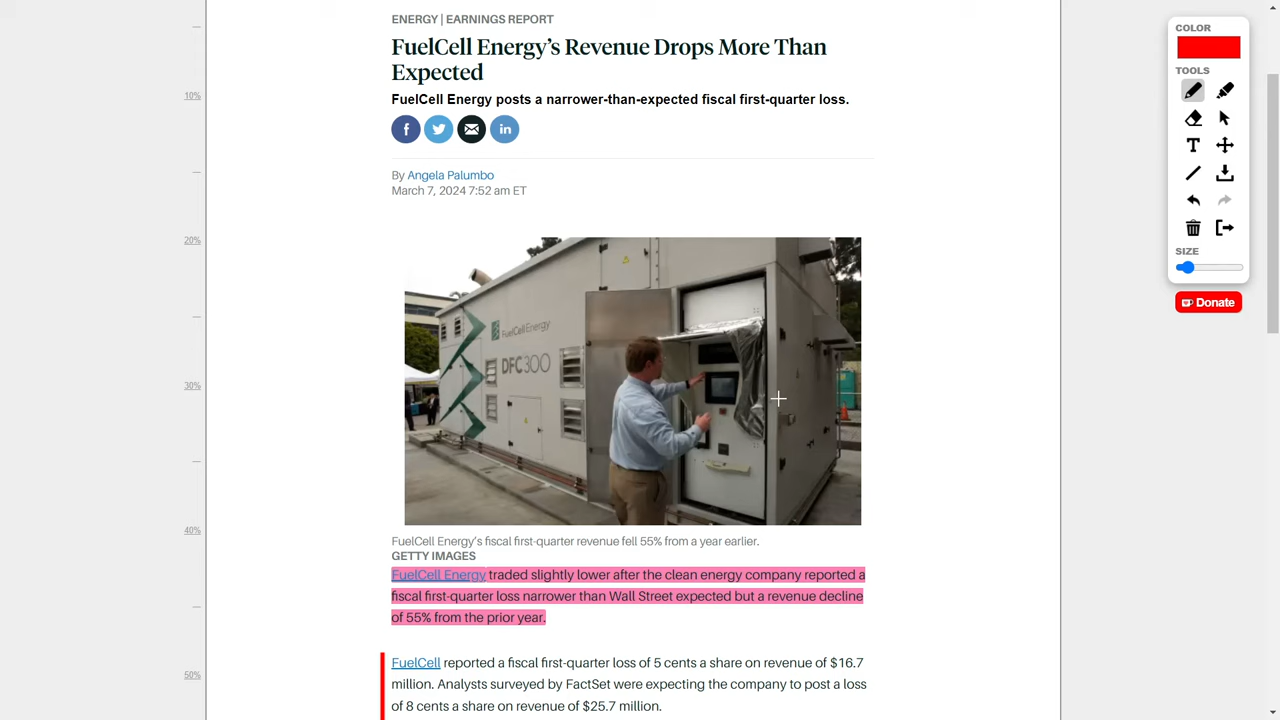 ENERGY | EARNINGS REPORT
FuelCell Energy's Revenue Drops More Than
Expected
FuelCell Energy posts a narrower-than-expected fiscal first-quarter loss.
By Angela Palumbo
March 7, 2024 7:52 am ET
FuelCell Energy
DFC300
FuelCell Energy's fiscal first-quarter revenue fell 55% from a year earlier.
GETTY IMAGES
FuelCell Energy traded slightly lower after the clean energy company reported a
fiscal first-quarter loss narrower than Wall Street expected but a revenue decline
of 55% from the prior year.
FuelCell reported a fiscal first-quarter loss of 5 cents a share on revenue of $16.7
million. Analysts surveyed by FactSet were expecting the company to post a loss
of 8 cents a share on revenue of $25.7 million.
10%
20%
30%
40%
50%
COLOR
TOOLS
T
SIZE
Donate